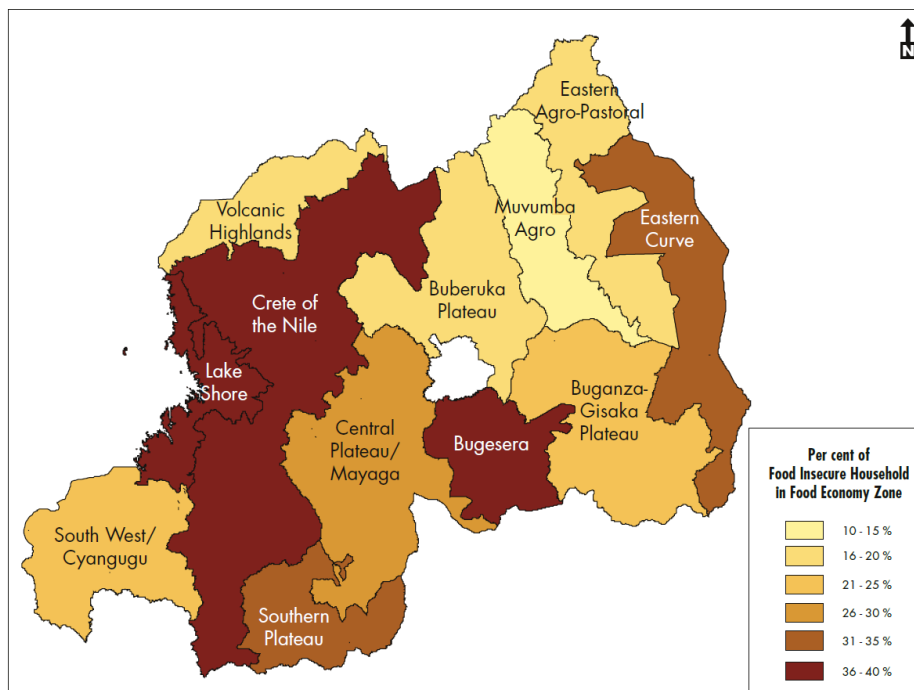 N
Eastern
Agro-Pastoral
Volcanic
Highlands
Muvumba
Agro
Eastern
Curve
Buberuka
Plateau
Crete of
the Nile
Lake
Shore
Buganza-
Gisaka
Plateau
Central
Plateau/
Mayaga
Bugesera
South West/
Cyangugu
Southern
Plateau
Per cent of
Food Insecure Household
in Food Economy Zone
10 - 15 %
16 - 20 %
21 - 25 %
26 - 30 %
31 - 35 %
36 - 40 %